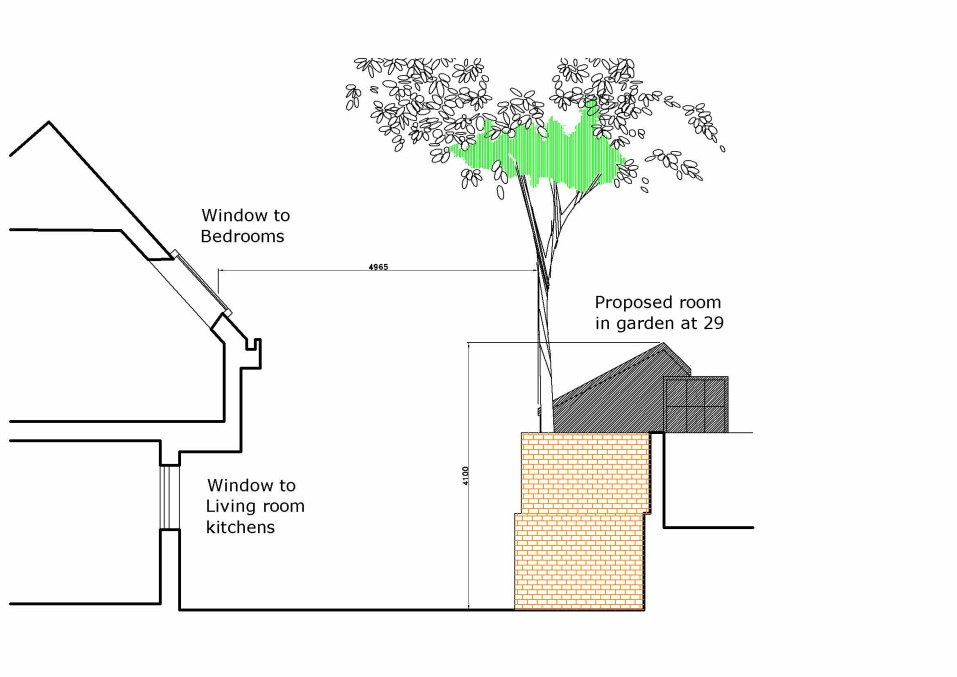 Window to
Bedrooms
4965
Proposed room
in garden at 29
4100
Window to
Living room
kitchens